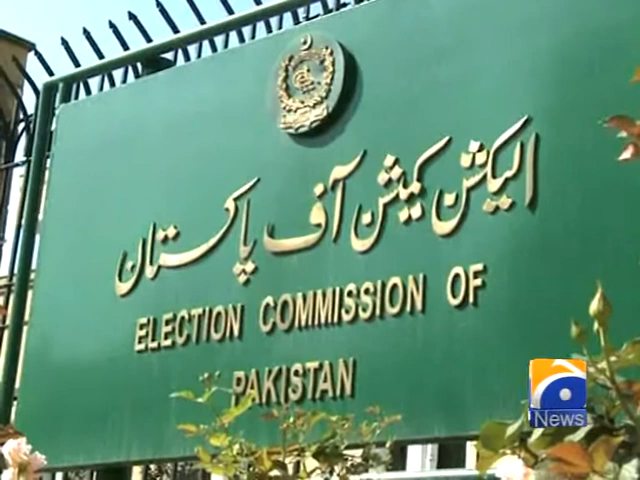 الیکشن کمیشن آف پاکستان
ELECTION COMMISSION OF
PAKISTAN
News